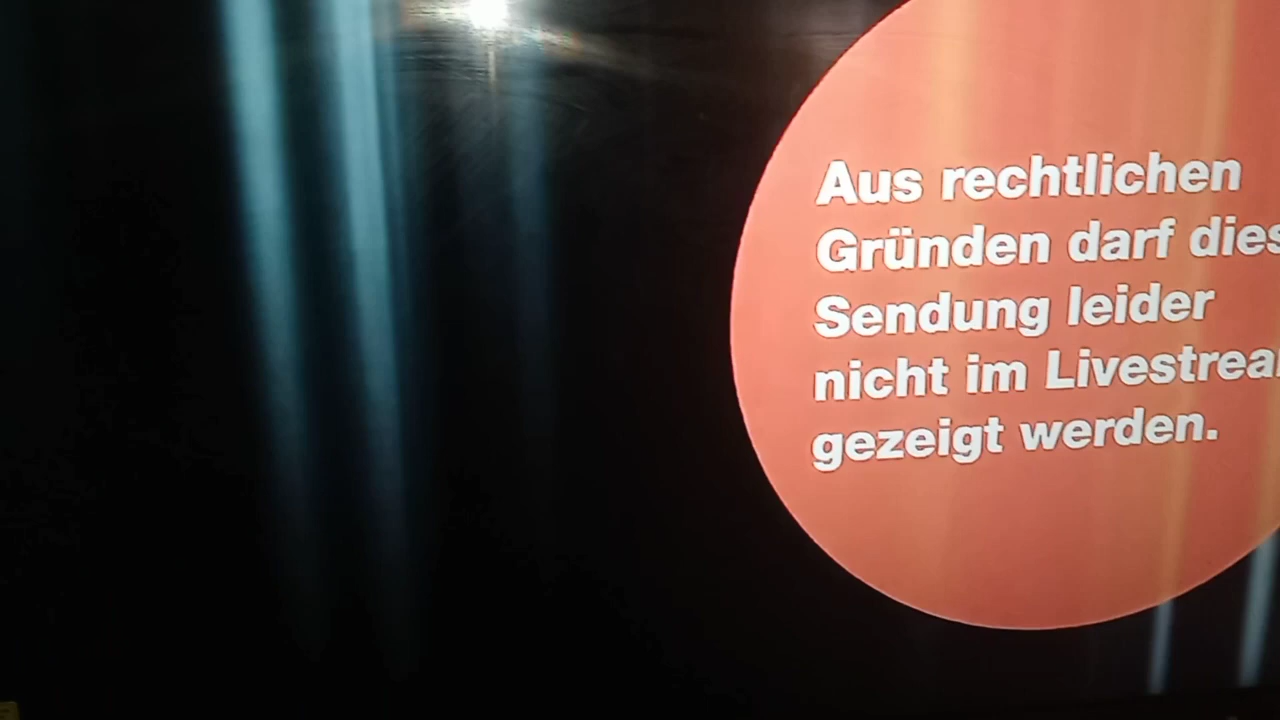 Aus rechtlichen
Gründen darf dies
Sendung leider
nicht im Livestrea
gezeigt werden.